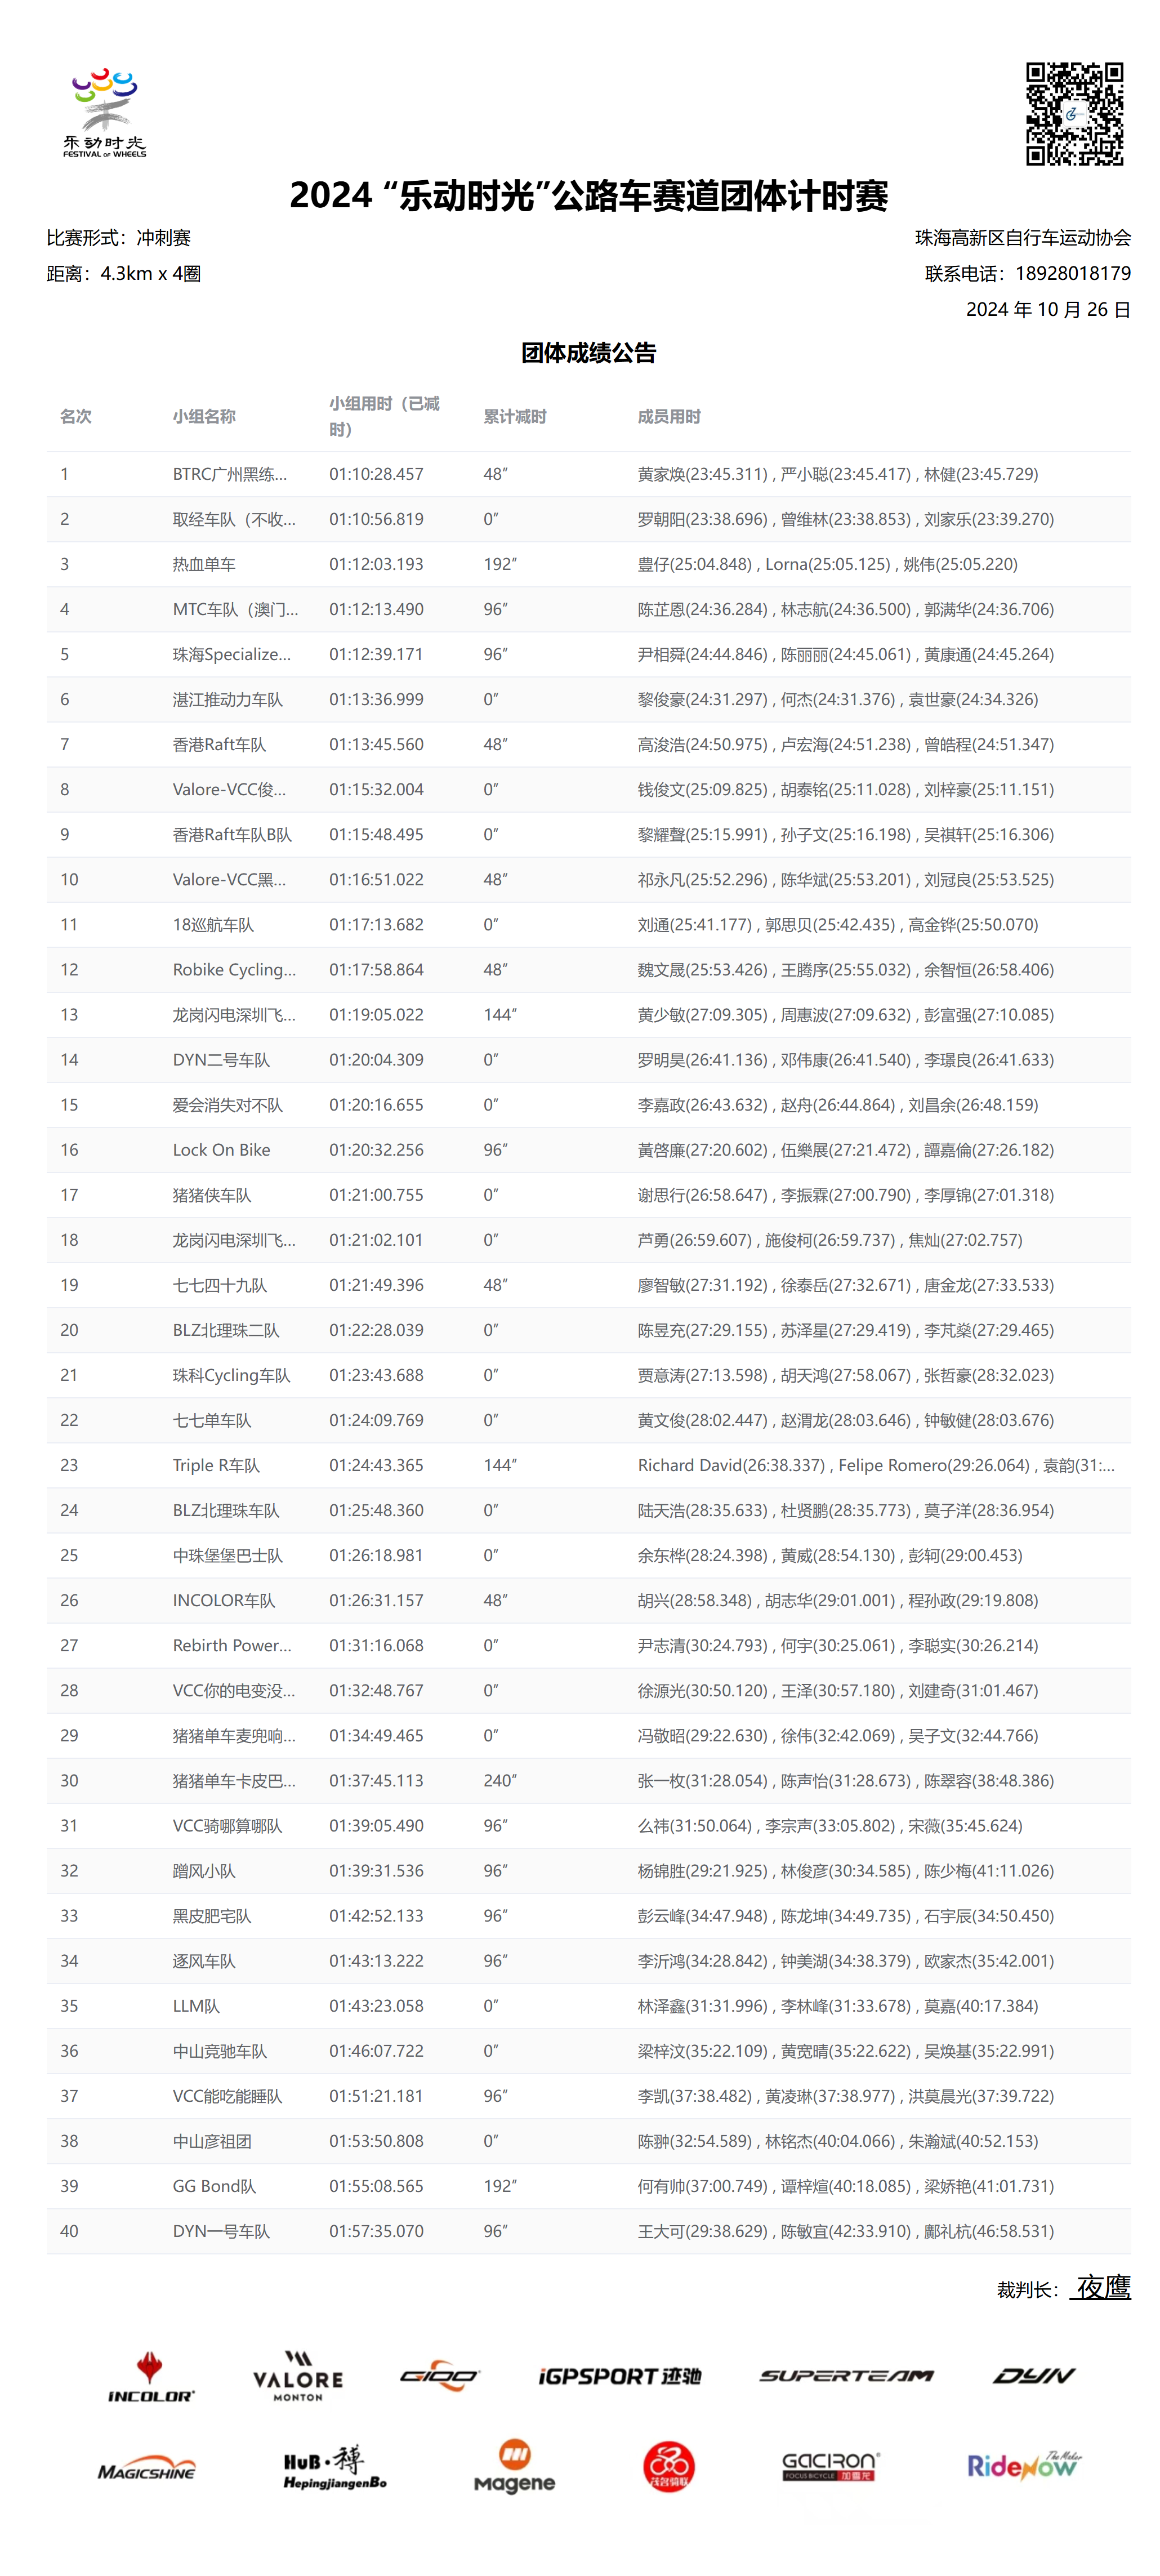 乐动时光
FESTIVAL OF WHEELS
2024 “乐动时光”公路车赛道团体计时赛
比赛形式：冲刺赛
珠海高新区自行车运动协会
距离：4.3km x 4圈
联系电话：18928018179
2024 年 10 月 26 日
团体成绩公告
名次 小组名称 小组用时（已减时） 累计减时 成员用时
1 BTRC广州黑练... 01:10:28.457 48″ 黄家焕(23:45.311) , 严小聪(23:45.417) , 林健(23:45.729)
2 取经车队（不收... 01:10:56.819 0″ 罗朝阳(23:38.696) , 曾维林(23:38.853) , 刘家乐(23:39.270)
3 热血单车 01:12:03.193 192″ 豊仔(25:04.848) , Lorna(25:05.125) , 姚伟(25:05.220)
4 MTC车队（澳门... 01:12:13.490 96″ 陈芷恩(24:36.284) , 林志航(24:36.500) , 郭满华(24:36.706)
5 珠海Specialize... 01:12:39.171 96″ 尹相舜(24:44.846) , 陈丽丽(24:45.061) , 黄康通(24:45.264)
6 湛江推动力车队 01:13:36.999 0″ 黎俊豪(24:31.297) , 何杰(24:31.376) , 袁世豪(24:34.326)
7 香港Raft车队 01:13:45.560 48″ 高浚浩(24:50.975) , 卢宏海(24:51.238) , 曾皓程(24:51.347)
8 Valore-VCC俊... 01:15:32.004 0″ 钱俊文(25:09.825) , 胡泰铭(25:11.028) , 刘梓豪(25:11.151)
9 香港Raft车队B队 01:15:48.495 0″ 黎耀聲(25:15.991) , 孙子文(25:16.198) , 吴祺轩(25:16.306)
10 Valore-VCC黑... 01:16:51.022 48″ 祁永凡(25:52.296) , 陈华斌(25:53.201) , 刘冠良(25:53.525)
11 18巡航车队 01:17:13.682 0″ 刘通(25:41.177) , 郭思贝(25:42.435) , 高金铧(25:50.070)
12 Robike Cycling... 01:17:58.864 48″ 魏文晟(25:53.426) , 王腾序(25:55.032) , 余智恒(26:58.406)
13 龙岗闪电深圳飞... 01:19:05.022 144″ 黄少敏(27:09.305) , 周惠波(27:09.632) , 彭富强(27:10.085)
14 DYN二号车队 01:20:04.309 0″ 罗明昊(26:41.136) , 邓伟康(26:41.540) , 李璟良(26:41.633)
15 爱会消失对不队 01:20:16.655 0″ 李嘉政(26:43.632) , 赵舟(26:44.864) , 刘昌余(26:48.159)
16 Lock On Bike 01:20:32.256 96″ 黃啓廉(27:20.602) , 伍樂展(27:21.472) , 譚嘉倫(27:26.182)
17 猪猪侠车队 01:21:00.755 0″ 谢思行(26:58.647) , 李振霖(27:00.790) , 李厚锦(27:01.318)
18 龙岗闪电深圳飞... 01:21:02.101 0″ 芦勇(26:59.607) , 施俊柯(26:59.737) , 焦灿(27:02.757)
19 七七四十九队 01:21:49.396 48″ 廖智敏(27:31.192) , 徐泰岳(27:32.671) , 唐金龙(27:33.533)
20 BLZ北理珠二队 01:22:28.039 0″ 陈昱充(27:29.155) , 苏泽星(27:29.419) , 李芃燊(27:29.465)
21 珠科Cycling车队 01:23:43.688 0″ 贾意涛(27:13.598) , 胡天鸿(27:58.067) , 张哲豪(28:32.023)
22 七七单车队 01:24:09.769 0″ 黄文俊(28:02.447) , 赵渭龙(28:03.646) , 钟敏健(28:03.676)
23 Triple R车队 01:24:43.365 144″ Richard David(26:38.337) , Felipe Romero(29:26.064) , 袁韵(31:...
24 BLZ北理珠车队 01:25:48.360 0″ 陆天浩(28:35.633) , 杜贤鹏(28:35.773) , 莫子洋(28:36.954)
25 中珠堡堡巴士队 01:26:18.981 0″ 余东桦(28:24.398) , 黄威(28:54.130) , 彭轲(29:00.453)
26 INCOLOR车队 01:26:31.157 48″ 胡兴(28:58.348) , 胡志华(29:01.001) , 程孙政(29:19.808)
27 Rebirth Power... 01:31:16.068 0″ 尹志清(30:24.793) , 何宇(30:25.061) , 李聪实(30:26.214)
28 VCC你的电变没... 01:32:48.767 0″ 徐源光(30:50.120) , 王泽(30:57.180) , 刘建奇(31:01.467)
29 猪猪单车麦兜响... 01:34:49.465 0″ 冯敬昭(29:22.630) , 徐伟(32:42.069) , 吴子文(32:44.766)
30 猪猪单车卡皮巴... 01:37:45.113 240″ 张一枚(31:28.054) , 陈声怡(31:28.673) , 陈翠容(38:48.386)
31 VCC骑哪算哪队 01:39:05.490 96″ 么祎(31:50.064) , 李宗声(33:05.802) , 宋薇(35:45.624)
32 蹭风小队 01:39:31.536 96″ 杨锦胜(29:21.925) , 林俊彦(30:34.585) , 陈少梅(41:11.026)
33 黑皮肥宅队 01:42:52.133 96″ 彭云峰(34:47.948) , 陈龙坤(34:49.735) , 石宇辰(34:50.450)
34 逐风车队 01:43:13.222 96″ 李沂鸿(34:28.842) , 钟美湖(34:38.379) , 欧家杰(35:42.001)
35 LLM队 01:43:23.058 0″ 林泽鑫(31:31.996) , 李林峰(31:33.678) , 莫嘉(40:17.384)
36 中山竞驰车队 01:46:07.722 0″ 梁梓汶(35:22.109) , 黄宽晴(35:22.622) , 吴焕基(35:22.991)
37 VCC能吃能睡队 01:51:21.181 96″ 李凯(37:38.482) , 黄凌琳(37:38.977) , 洪莫晨光(37:39.722)
38 中山彦祖团 01:53:50.808 0″ 陈翀(32:54.589) , 林铭杰(40:04.066) , 朱瀚斌(40:52.153)
39 GG Bond队 01:55:08.565 192″ 何有帅(37:00.749) , 谭梓煊(40:18.085) , 梁娇艳(41:01.731)
40 DYN一号车队 01:57:35.070 96″ 王大可(29:38.629) , 陈敏宜(42:33.910) , 鄺礼杭(46:58.531)
裁判长： 夜鹰
INCOLOR VALORE MONTON GIOO iGPSPORT 迹驰 SUPERTEAM DYN
MAGICSHINE HuB·稗 HepingjiangenBo Magene 茂名骑联 GACIRON FOCUS BICYCLE 加雪龙 RideNow The Maker